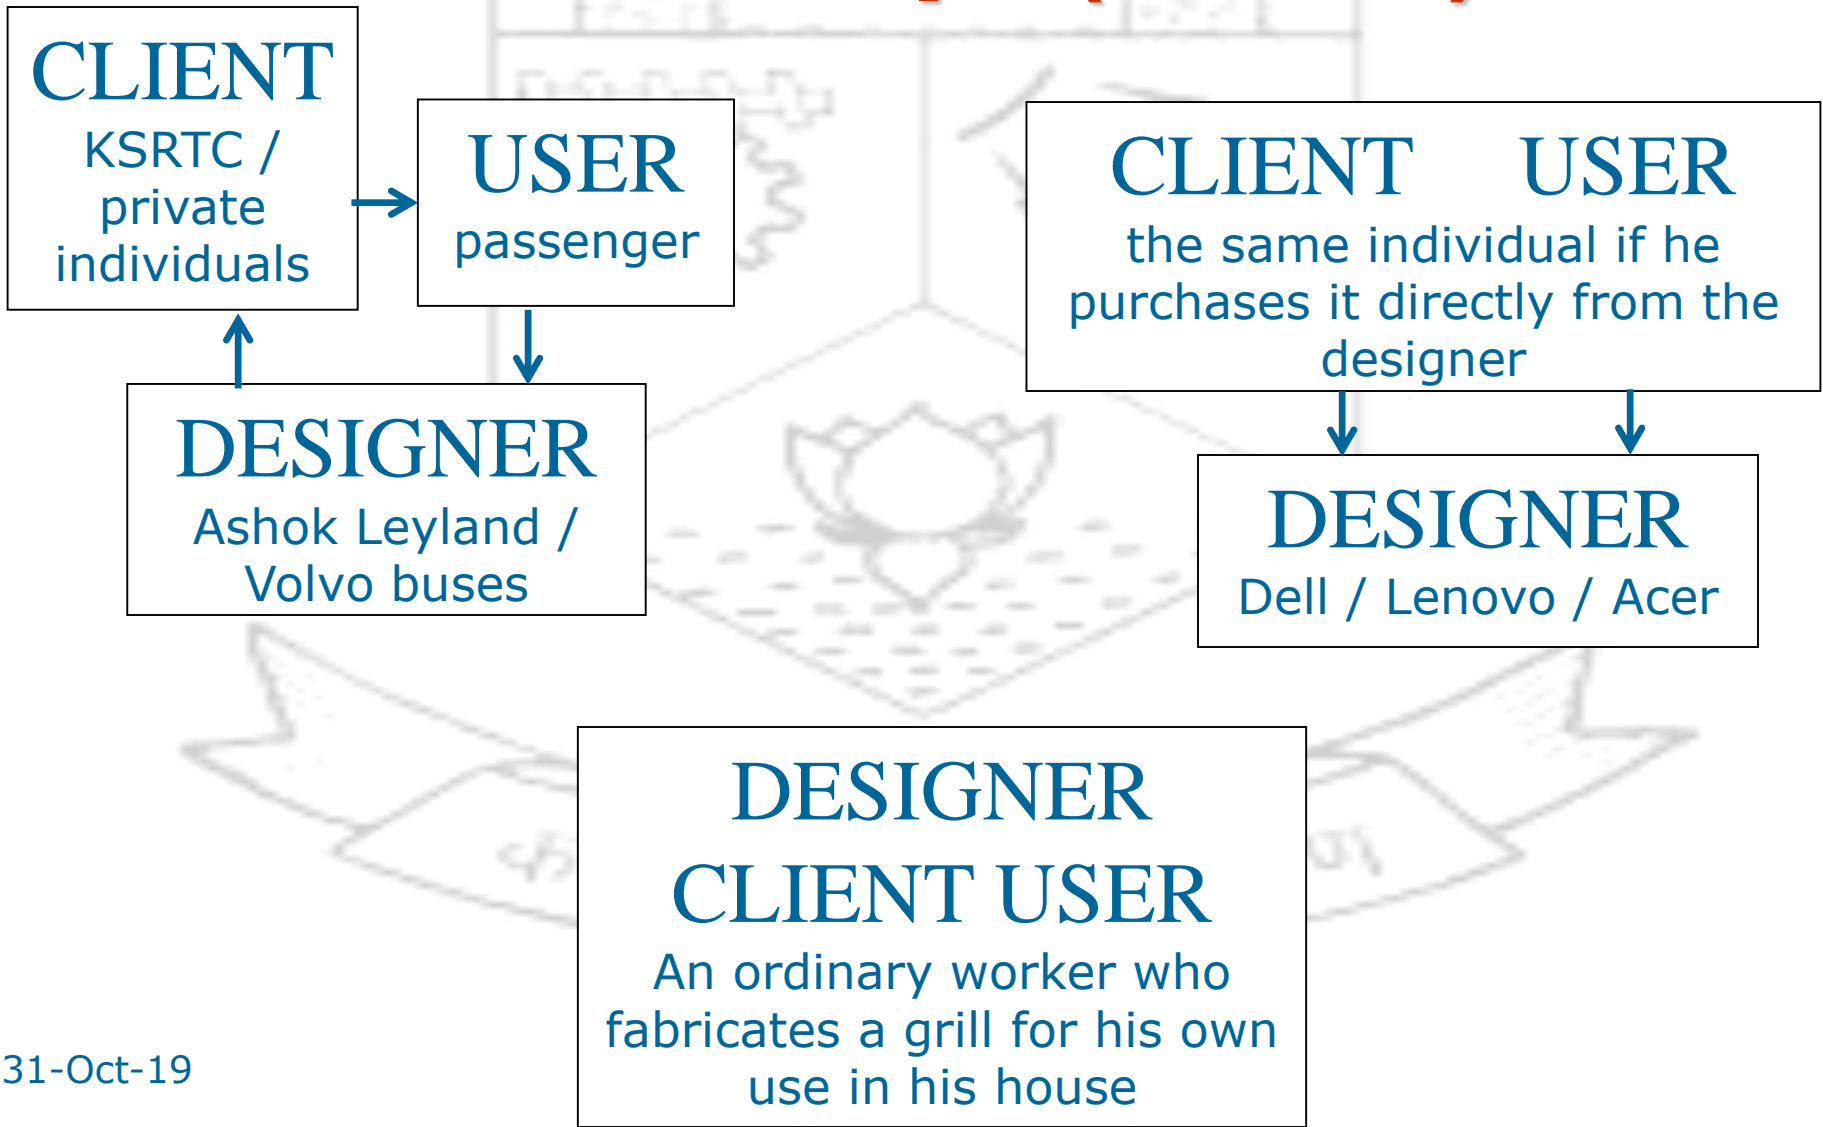 CLIENT
KSRTC /
private
individuals
USER
passenger
DESIGNER
Ashok Leyland /
Volvo buses
CLIENT USER
the same individual if he
purchases it directly from the
designer
DESIGNER
Dell / Lenovo / Acer
DESIGNER
CLIENT USER
An ordinary worker who
fabricates a grill for his own
use in his house
31-Oct-19